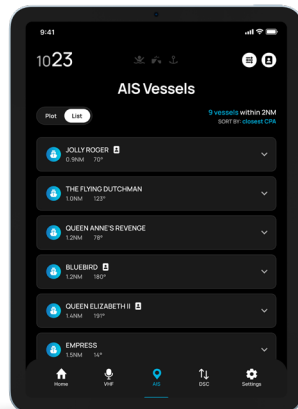 9:41
1023
AIS Vessels
Plot List
9 vessels within 2NM
SORT BY: closest CPA
JOLLY ROGER
0.9NM 70°
THE FLYING DUTCHMAN
1.0NM 123°
QUEEN ANNE'S REVENGE
1.2NM 78°
BLUEBIRD
1.2NM 180°
QUEEN ELIZABETH II
1.4NM 191°
EMPRESS
1.5NM 14°
Home VHF AIS DSC Settings